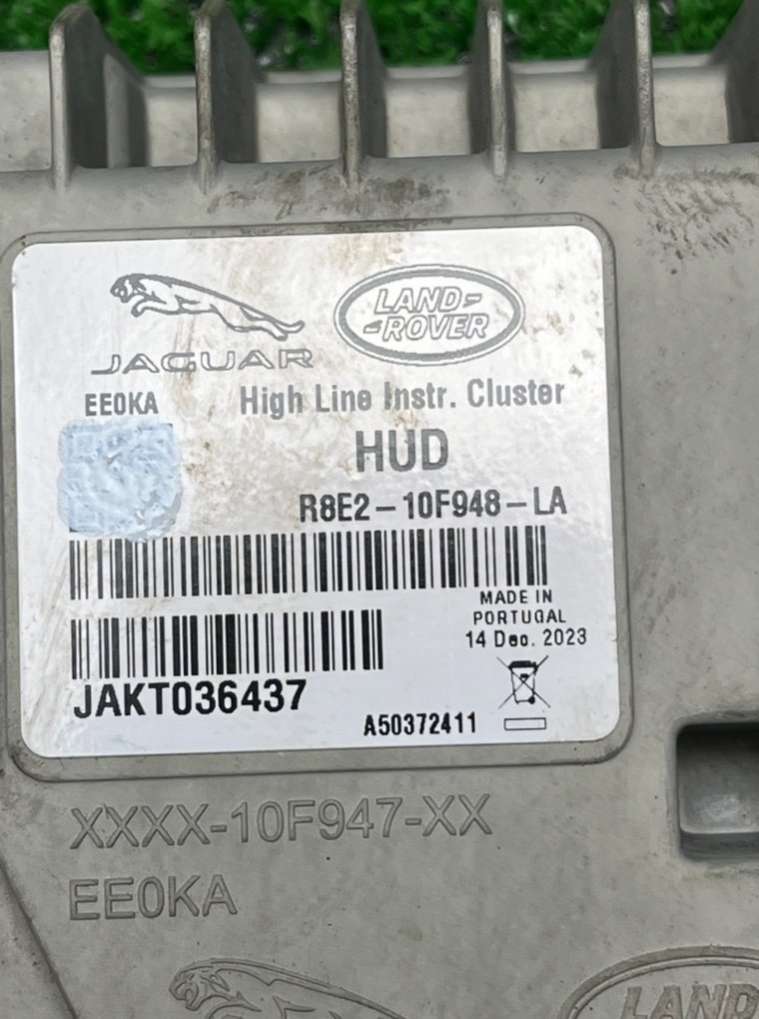 JAGUAR
LAND-
-ROVER
EE0KA
High Line Instr. Cluster
HUD
R8E2-10F948-LA
MADE IN
PORTUGAL
14 Dec. 2023
JAKT036437
A50372411
XXXX-10F947-XX
EE0KA
LAND